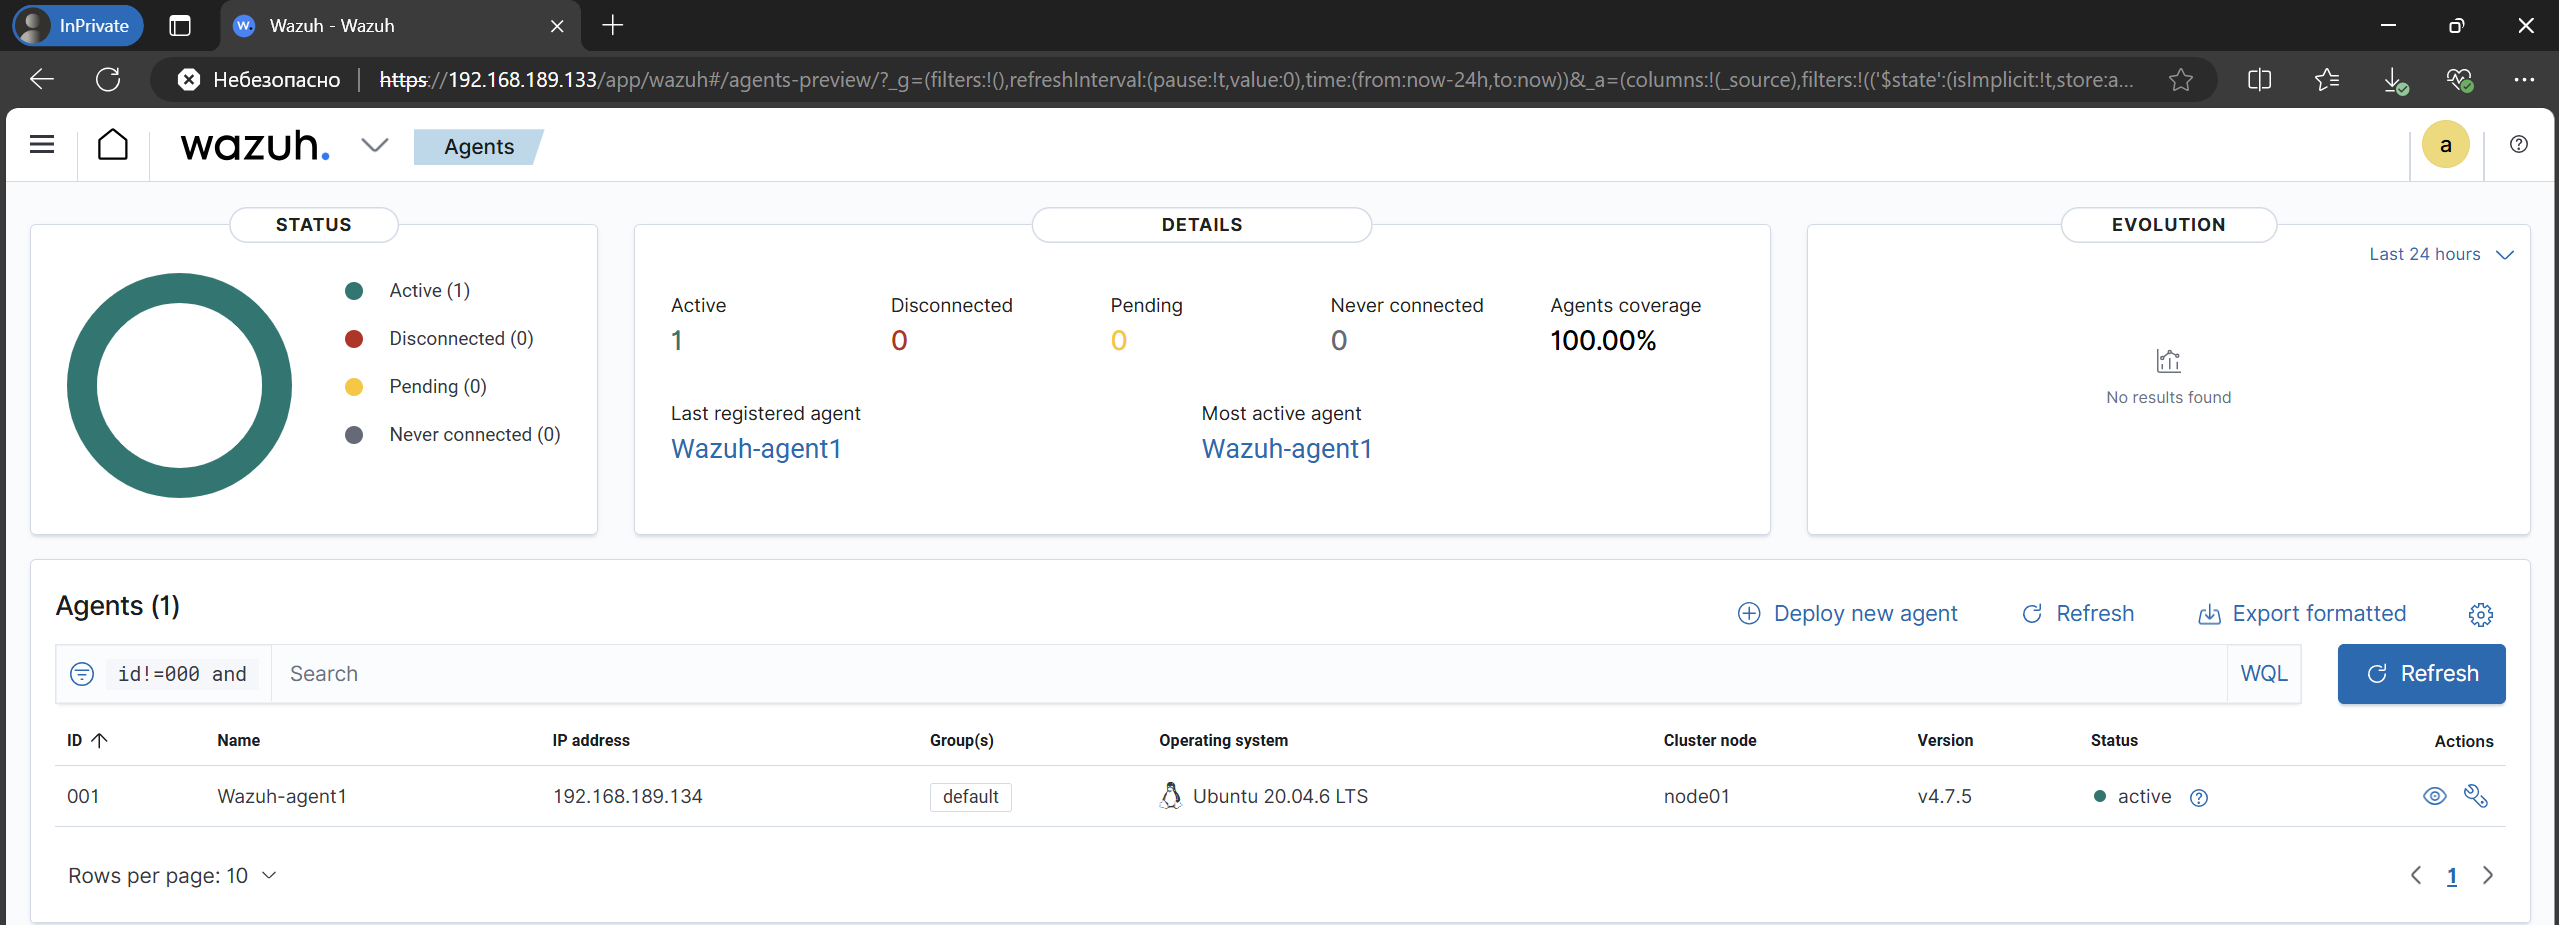 InPrivate
Wazuh - Wazuh
Небезопасно
https://192.168.189.133/app/wazuh#/agents-preview/?_g=(filters:!(),refreshInterval:(pause:!t,value:0),time:(from:now-24h,to:now))&_a=(columns:!(_source),filters:!(('$state':(isImplicit:!t,store:a...
wazuh.
Agents
a
STATUS
Active (1)
Disconnected (0)
Pending (0)
Never connected (0)
DETAILS
Active
1
Disconnected
0
Pending
0
Never connected
0
Agents coverage
100.00%
Last registered agent
Wazuh-agent1
Most active agent
Wazuh-agent1
EVOLUTION
Last 24 hours
No results found
Agents (1)
Deploy new agent
Refresh
Export formatted
id!=000 and
Search
WQL
Refresh
ID Name IP address Group(s) Operating system Cluster node Version Status Actions
001 Wazuh-agent1 192.168.189.134 default Ubuntu 20.04.6 LTS node01 v4.7.5 active
Rows per page: 10
1